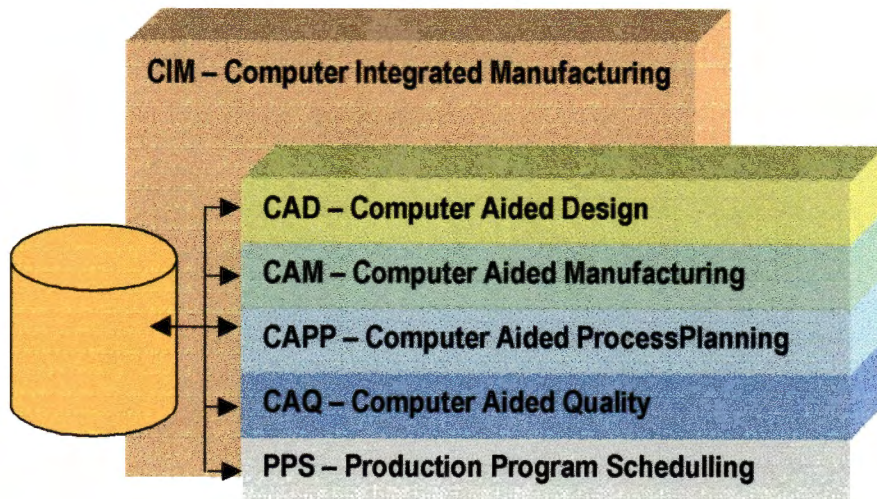 CIM – Computer Integrated Manufacturing
CAD – Computer Aided Design
CAM – Computer Aided Manufacturing
CAPP – Computer Aided ProcessPlanning
CAQ – Computer Aided Quality
PPS – Production Program Schedulling